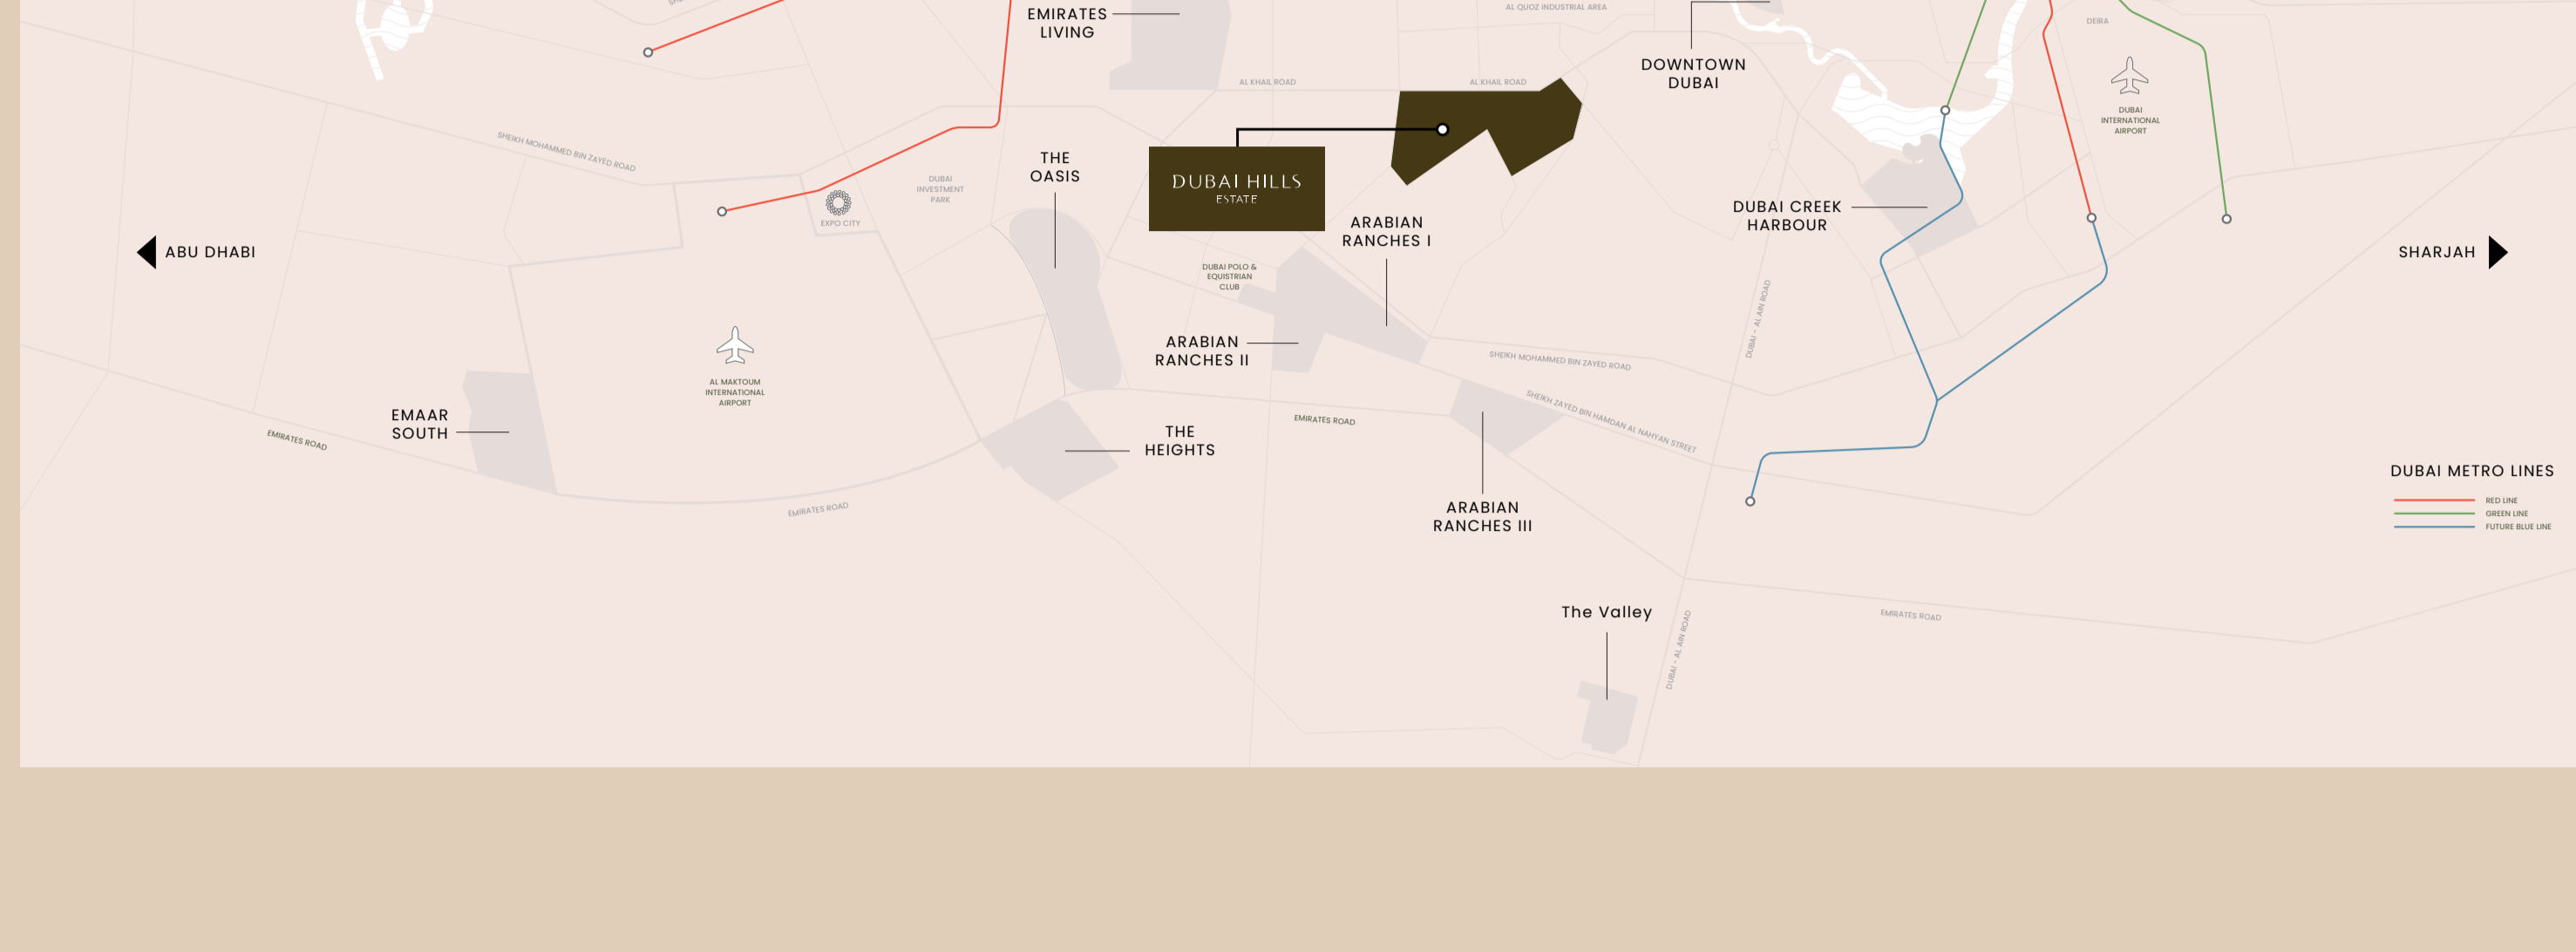 EMIRATES
LIVING
AL QUOZ INDUSTRIAL AREA
DEIRA
DOWNTOWN
DUBAI
AL KHAIL ROAD
AL KHAIL ROAD
DUBAI
INTERNATIONAL
AIRPORT
SHEIKH MOHAMMED BIN ZAYED ROAD
THE
OASIS
DUBAI
INVESTMENT
PARK
DUBAI HILLS
ESTATE
EXPO CITY
ARABIAN
RANCHES I
DUBAI CREEK
HARBOUR
ABU DHABI
SHARJAH
DUBAI POLO &
EQUISTRIAN
CLUB
DUBAI - AL AIN ROAD
ARABIAN
RANCHES II
SHEIKH MOHAMMED BIN ZAYED ROAD
AL MAKTOUM
INTERNATIONAL
AIRPORT
EMAAR
SOUTH
EMIRATES ROAD
EMIRATES ROAD
SHEIKH ZAYED BIN HAMDAN AL NAHYAN STREET
THE
HEIGHTS
EMIRATES ROAD
ARABIAN
RANCHES III
DUBAI METRO LINES
RED LINE
GREEN LINE
FUTURE BLUE LINE
The Valley
EMIRATES ROAD
DUBAI - AL AIN ROAD